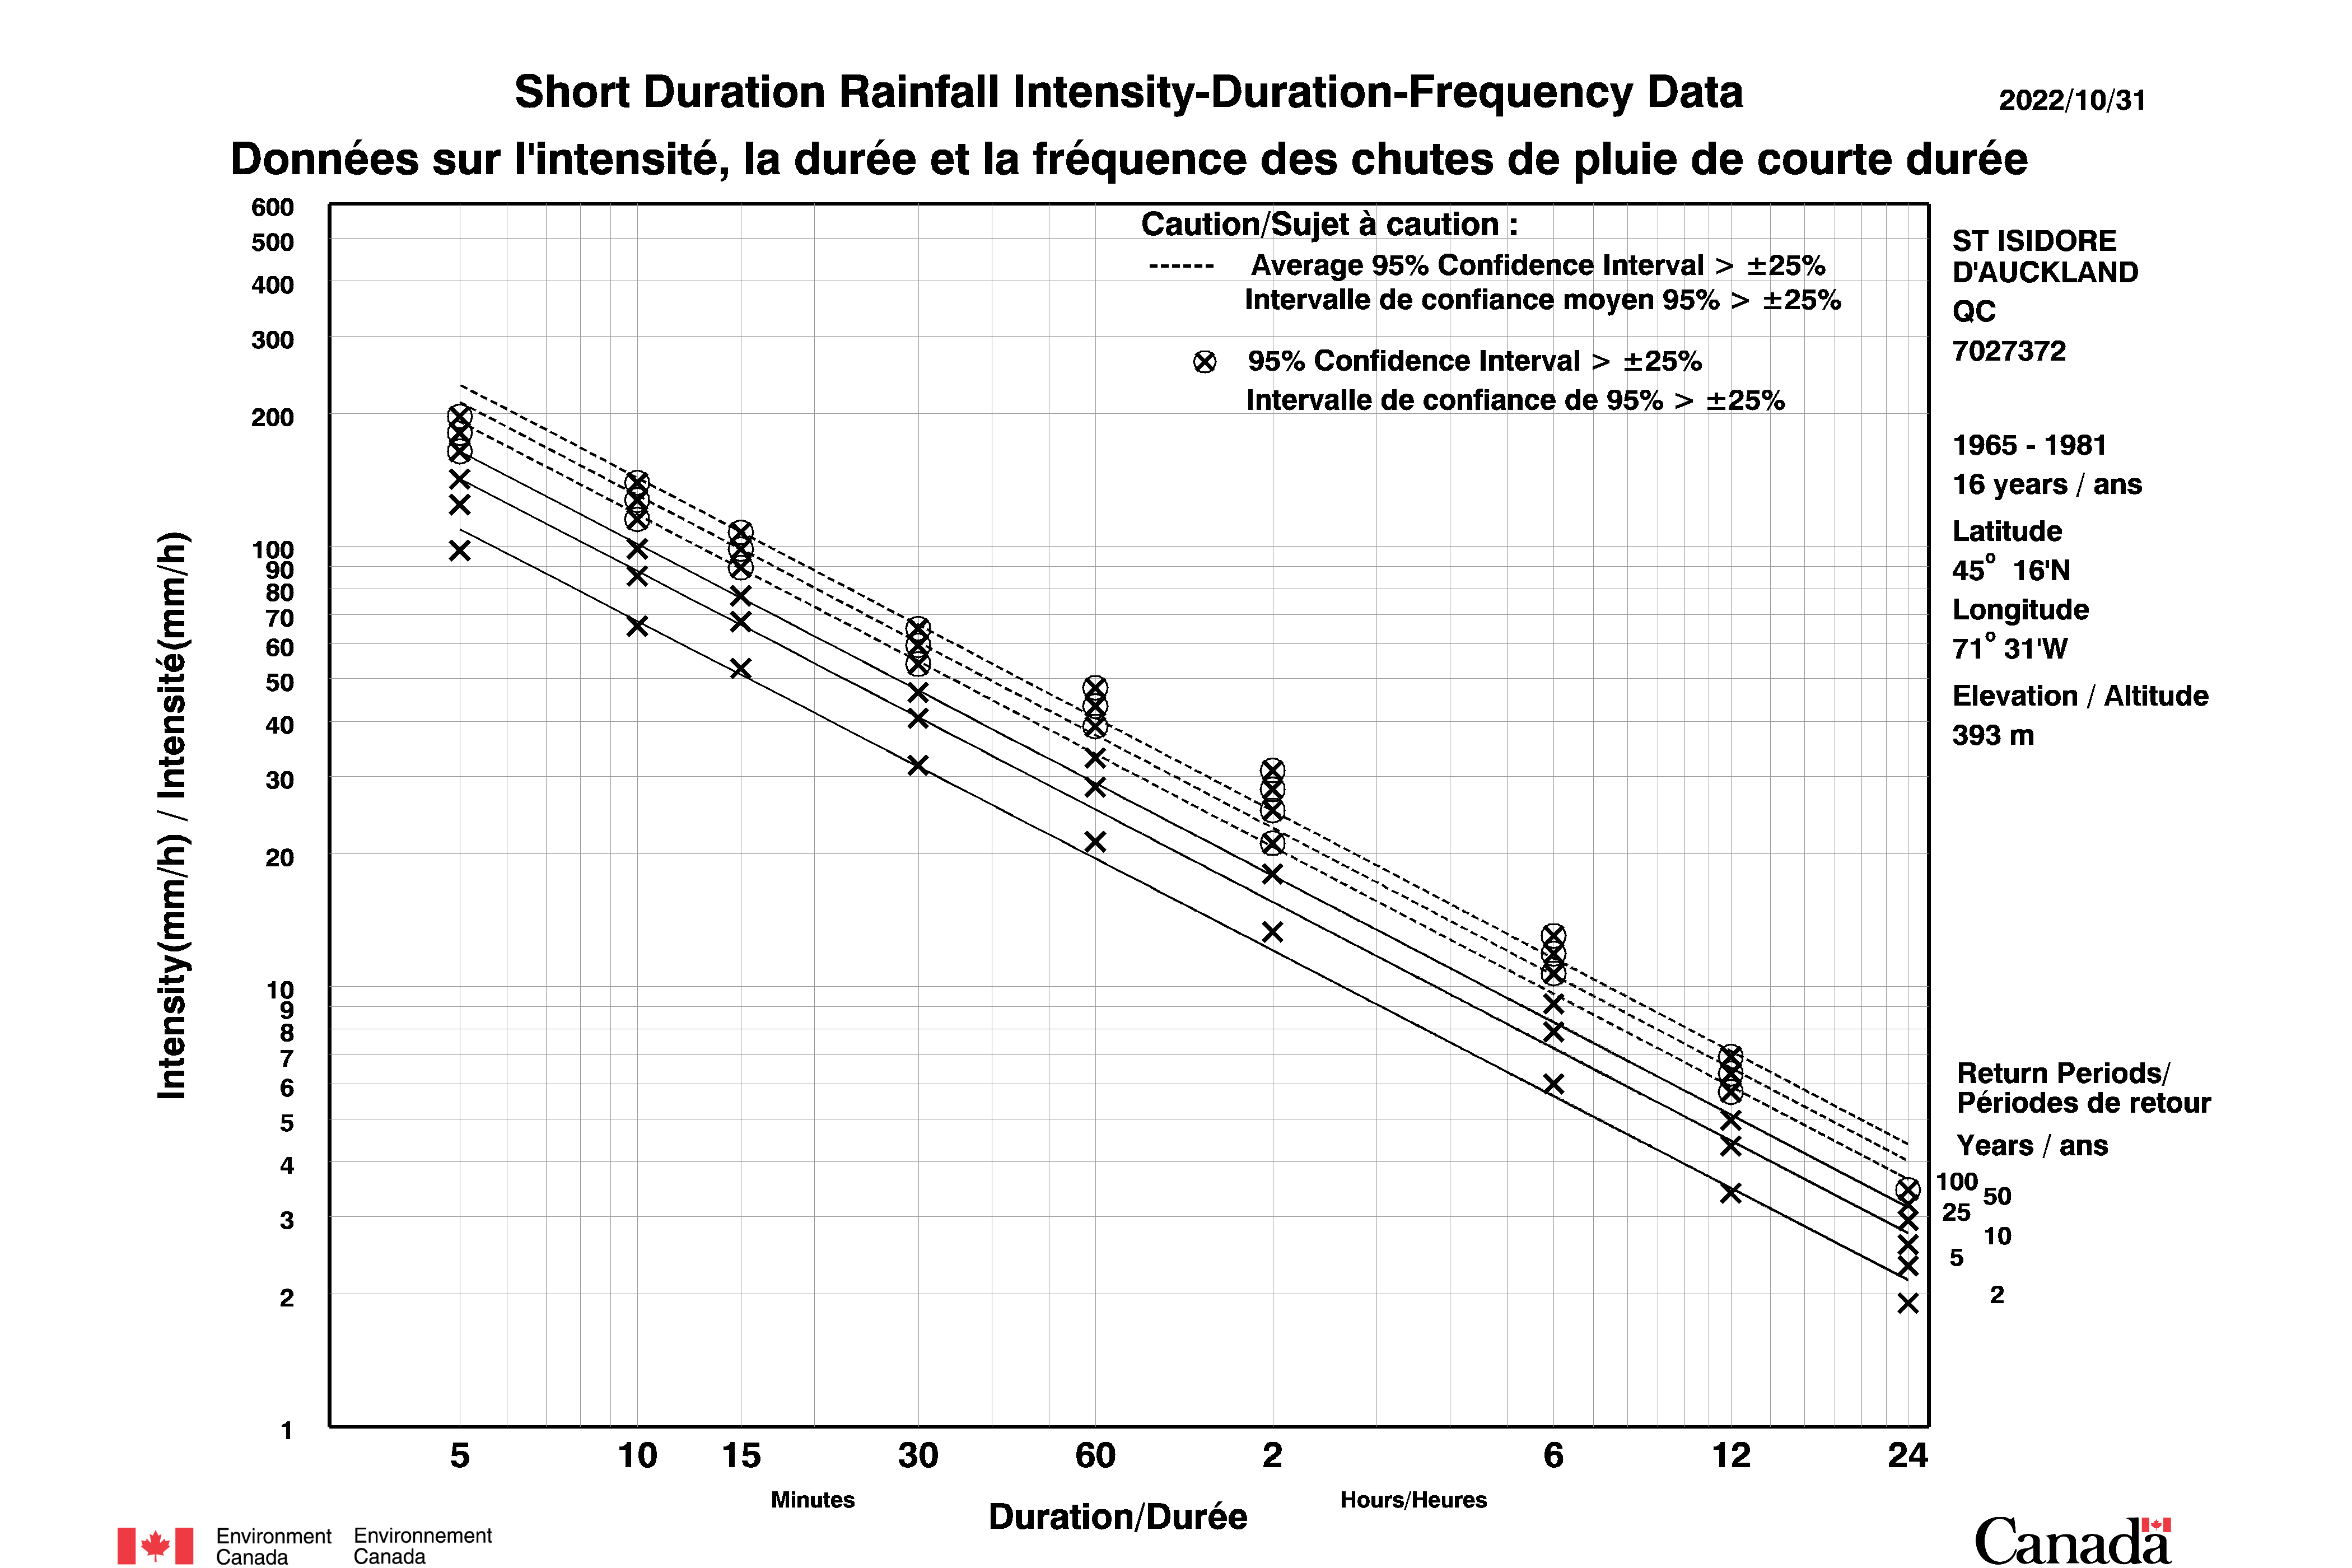 Short Duration Rainfall Intensity-Duration-Frequency Data
2022/10/31
Données sur l'intensité, la durée et la fréquence des chutes de pluie de courte durée
Caution/Sujet à caution :
------ Average 95% Confidence Interval > ±25%
Intervalle de confiance moyen 95% > ±25%
95% Confidence Interval > ±25%
Intervalle de confiance de 95% > ±25%
ST ISIDORE
D'AUCKLAND
QC
7027372
1965 - 1981
16 years / ans
Latitude
45° 16'N
Longitude
71° 31'W
Elevation / Altitude
393 m
Return Periods/
Périodes de retour
Years / ans
100
50
25
10
5
2
Intensity(mm/h) / Intensité(mm/h)
600
500
400
300
200
100
90
80
70
60
50
40
30
20
10
9
8
7
6
5
4
3
2
1
5 10 15 30 60 2 6 12 24
Minutes
Hours/Heures
Duration/Durée
Environment
Canada
Environnement
Canada
Canada